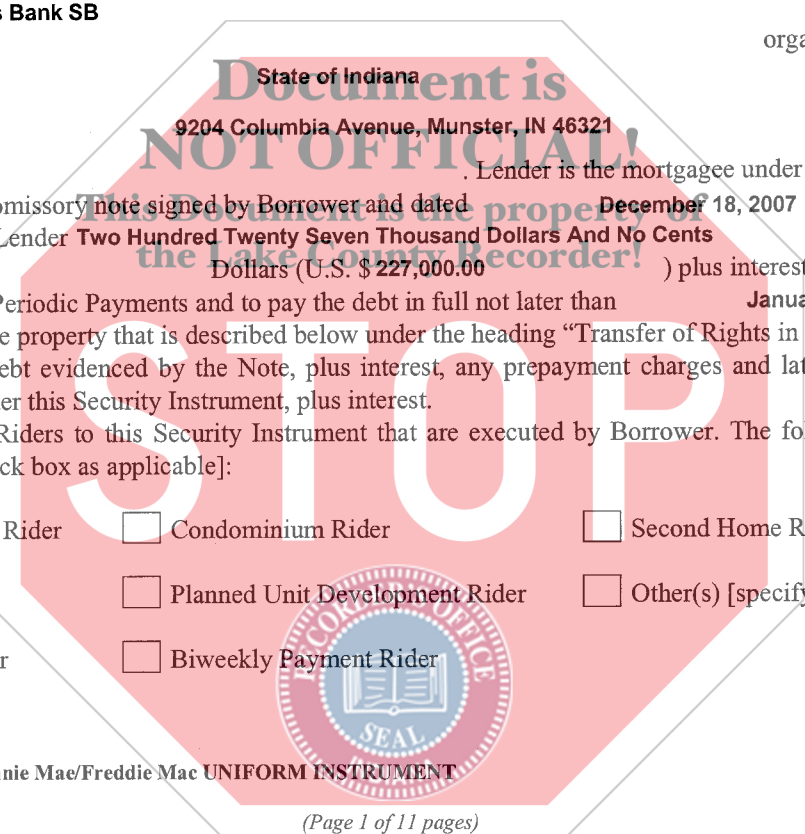 s Bank SB
orga
State of Indiana
Document is
9204 Columbia Avenue, Munster, IN 46321
NOT OFFICIAL!
. Lender is the mortgagee under
omissory note signed by Borrower and dated December 18, 2007
This Document is the property of
Lender Two Hundred Twenty Seven Thousand Dollars And No Cents
the Lake County Recorder!
Dollars (U.S. $ 227,000.00 ) plus interest
Periodic Payments and to pay the debt in full not later than Janua
e property that is described below under the heading “Transfer of Rights in
ebt evidenced by the Note, plus interest, any prepayment charges and lat
er this Security Instrument, plus interest.
Riders to this Security Instrument that are executed by Borrower. The fol
ck box as applicable]:
STOP
Rider Condominium Rider Second Home R
Planned Unit Development Rider Other(s) [specify
r Biweekly Payment Rider
RECORDER'S OFFICE
SEAL
INDIANA
nie Mae/Freddie Mac UNIFORM INSTRUMENT
(Page 1 of 11 pages)